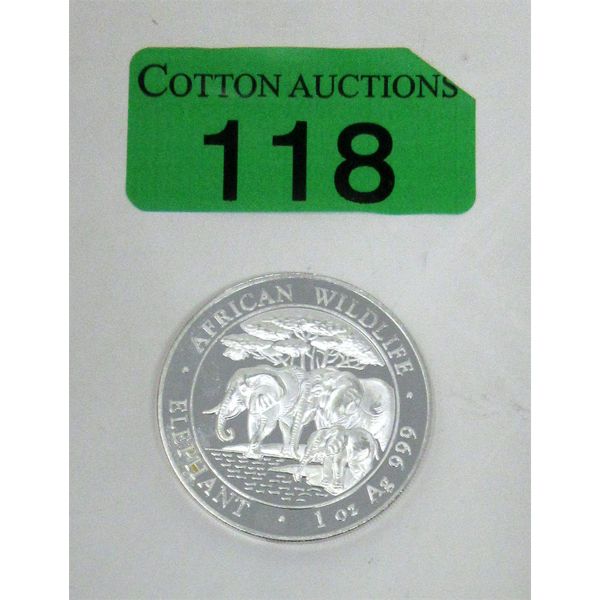 COTTON AUCTIONS
118
AFRICAN WILDLIFE
ELEPHANT · 1 oz Ag 999 ·